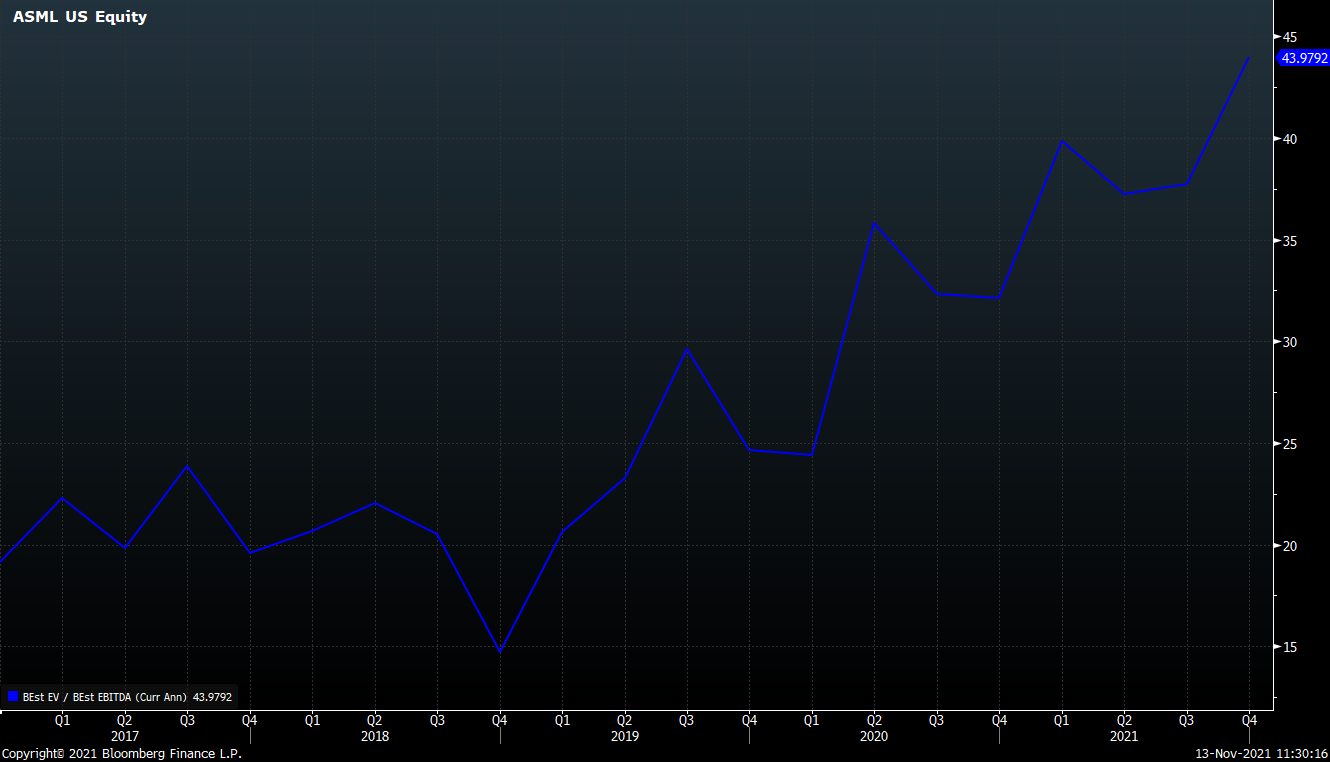 ASML US Equity
45
43.9792
40
35
30
25
20
15
BEst EV / BEst EBITDA (Curr Ann) 43.9792
Q1 Q2 Q3 Q4 Q1 Q2 Q3 Q4 Q1 Q2 Q3 Q4 Q1 Q2 Q3 Q4 Q1 Q2 Q3 Q4
2017 2018 2019 2020 2021
Copyright© 2021 Bloomberg Finance L.P. 13-Nov-2021 11:30:16